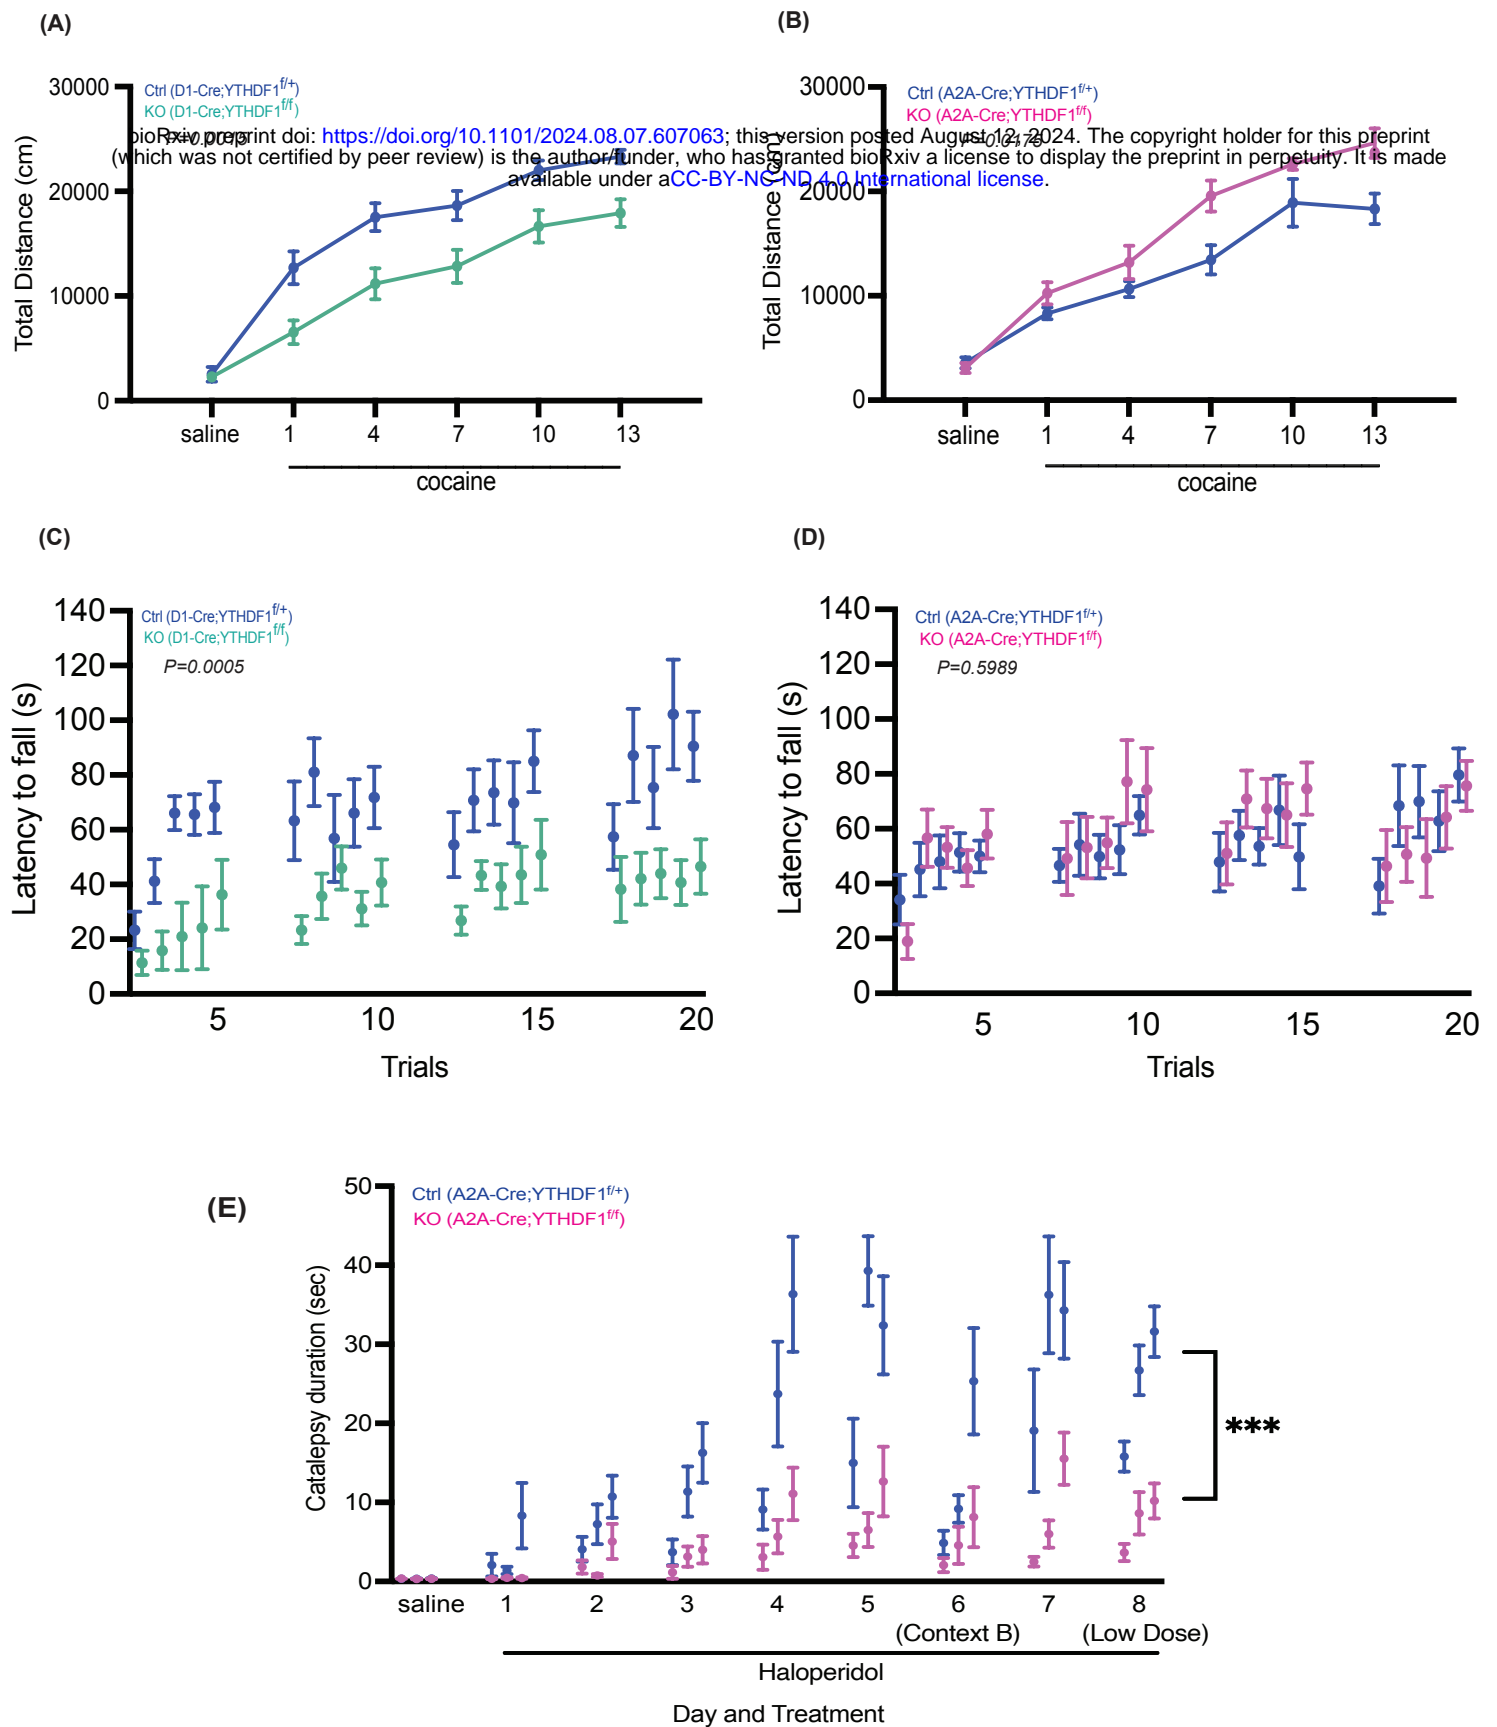 (A)
30000
20000
10000
0
Total Distance (cm)
Ctrl (D1-Cre;YTHDF1f/+)
KO (D1-Cre;YTHDF1f/f)
saline 1 4 7 10 13
cocaine
(B)
30000
20000
10000
0
Total Distance (cm)
Ctrl (A2A-Cre;YTHDF1f/+)
KO (A2A-Cre;YTHDF1f/f)
saline 1 4 7 10 13
cocaine
bioRxiv preprint doi: https://doi.org/10.1101/2024.08.07.607063; this version posted August 12, 2024. The copyright holder for this preprint
(which was not certified by peer review) is the author/funder, who has granted bioRxiv a license to display the preprint in perpetuity. It is made
available under aCC-BY-NC-ND 4.0 International license.
(C)
140
120
100
80
60
40
20
0
Latency to fall (s)
Ctrl (D1-Cre;YTHDF1f/+)
KO (D1-Cre;YTHDF1f/f)
P=0.0005
5 10 15 20
Trials
(D)
140
120
100
80
60
40
20
0
Latency to fall (s)
Ctrl (A2A-Cre;YTHDF1f/+)
KO (A2A-Cre;YTHDF1f/f)
P=0.5989
5 10 15 20
Trials
(E)
50
40
30
20
10
0
Catalepsy duration (sec)
Ctrl (A2A-Cre;YTHDF1f/+)
KO (A2A-Cre;YTHDF1f/f)
***
saline 1 2 3 4 5 6 7 8
(Context B) (Low Dose)
Haloperidol
Day and Treatment